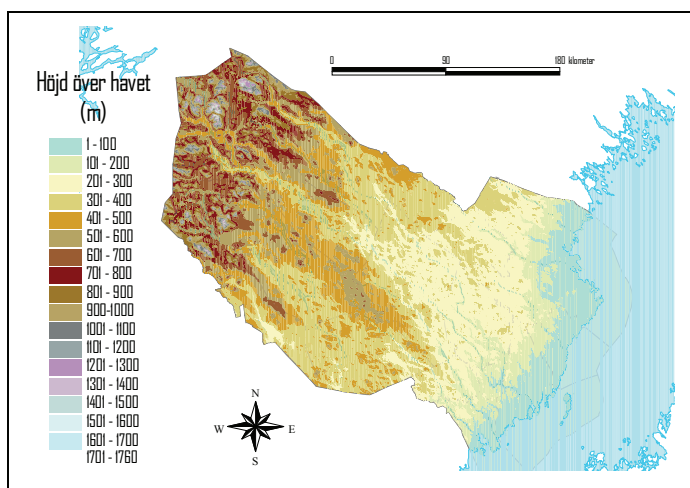 0 90 180 kilometer
Höjd över havet
(m)
1 - 100
101 - 200
201 - 300
301 - 400
401 - 500
501 - 600
601 - 700
701 - 800
801 - 900
900-1000
1001 - 1100
1101 - 1200
1201 - 1300
1301 - 1400
1401 - 1500
1501 - 1600
1601 - 1700
1701 - 1760
N
W E
S